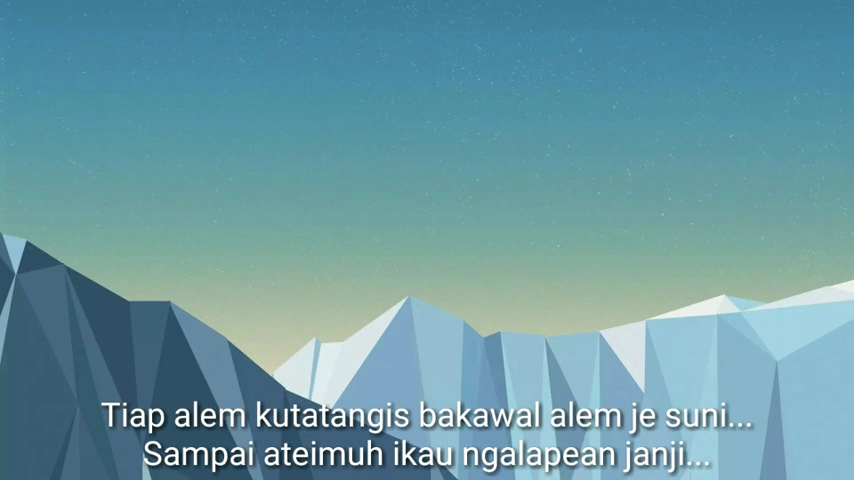 Tiap alem kutatangis bakawal alem je suni...
Sampai ateimuh ikau ngalapean janji...